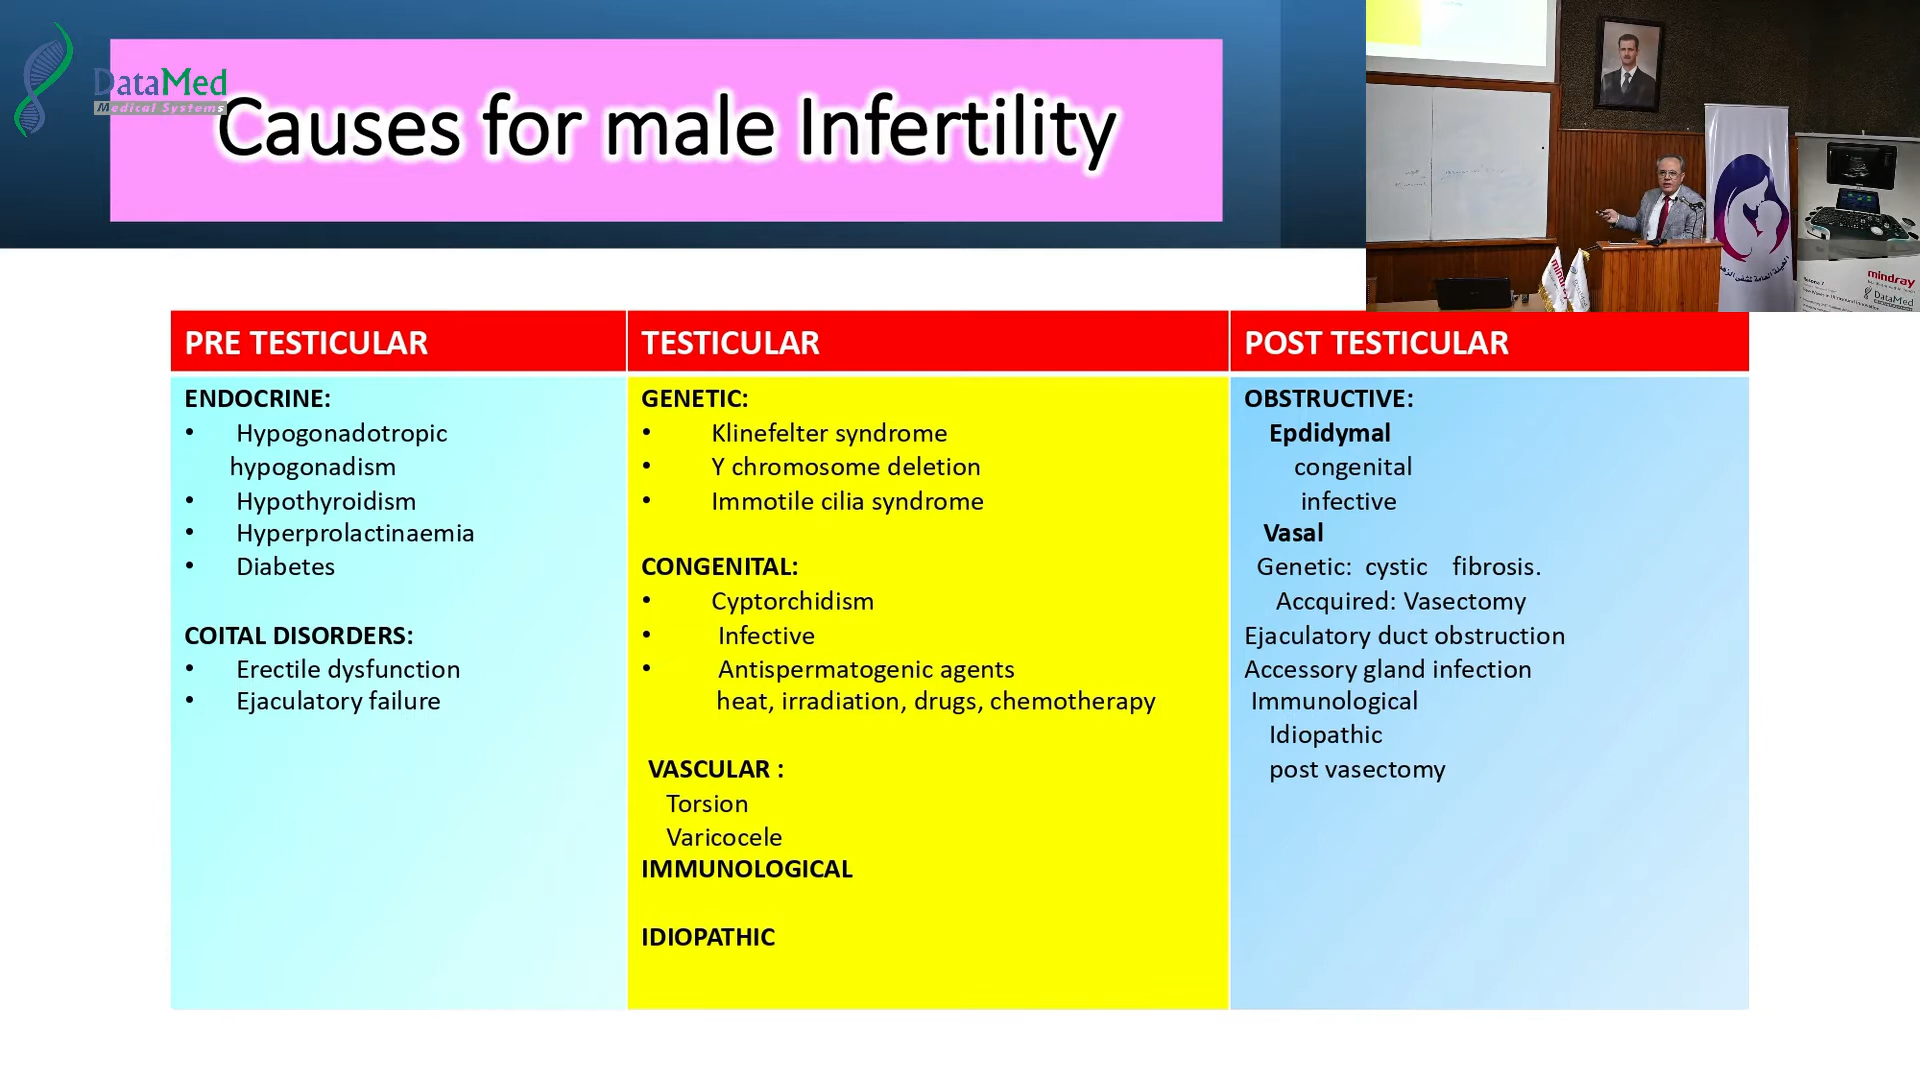 DataMed
Medical Systems
Causes for male Infertility
PRE TESTICULAR
ENDOCRINE:
• Hypogonadotropic
hypogonadism
• Hypothyroidism
• Hyperprolactinaemia
• Diabetes
COITAL DISORDERS:
• Erectile dysfunction
• Ejaculatory failure
TESTICULAR
GENETIC:
• Klinefelter syndrome
• Y chromosome deletion
• Immotile cilia syndrome
CONGENITAL:
• Cyptorchidism
• Infective
• Antispermatogenic agents
heat, irradiation, drugs, chemotherapy
VASCULAR :
Torsion
Varicocele
IMMUNOLOGICAL
IDIOPATHIC
POST TESTICULAR
OBSTRUCTIVE:
Epdidymal
congenital
infective
Vasal
Genetic: cystic fibrosis.
Accquired: Vasectomy
Ejaculatory duct obstruction
Accessory gland infection
Immunological
Idiopathic
post vasectomy
mindray
mindray
DataMed